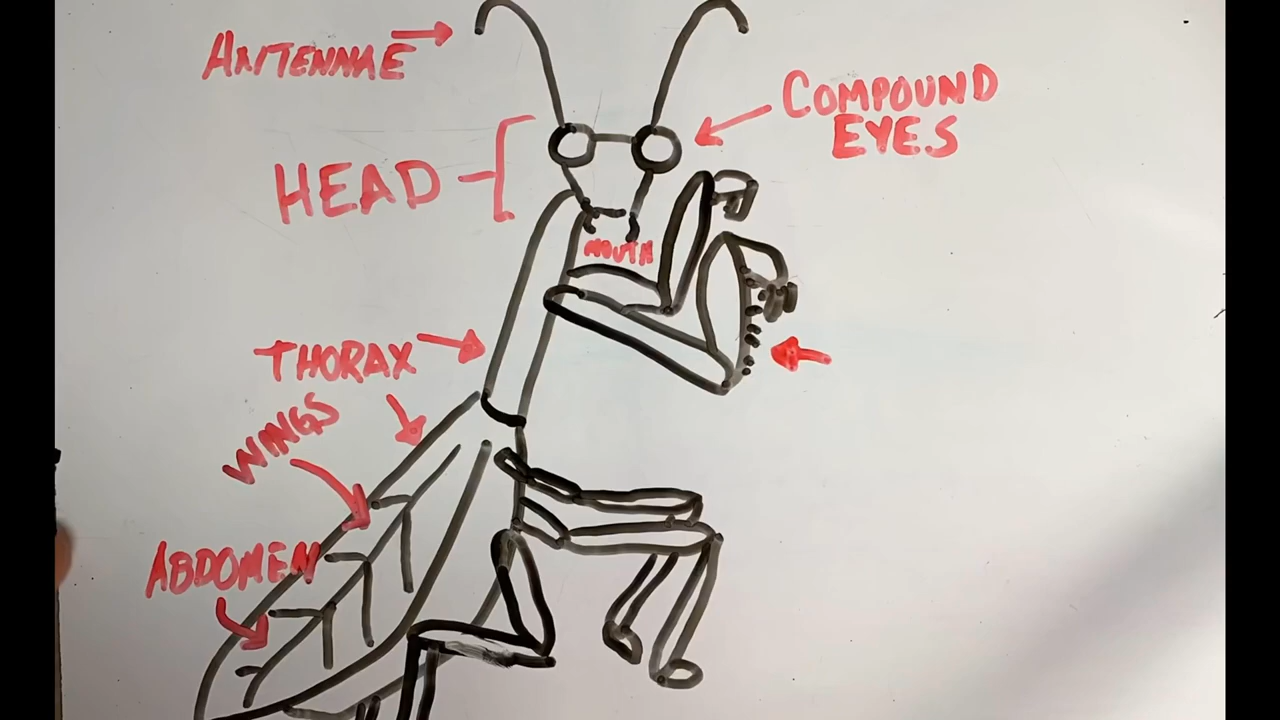 ANTENNAE
COMPOUND
EYES
HEAD
MOUTH
THORAX
WINGS
ABDOMEN